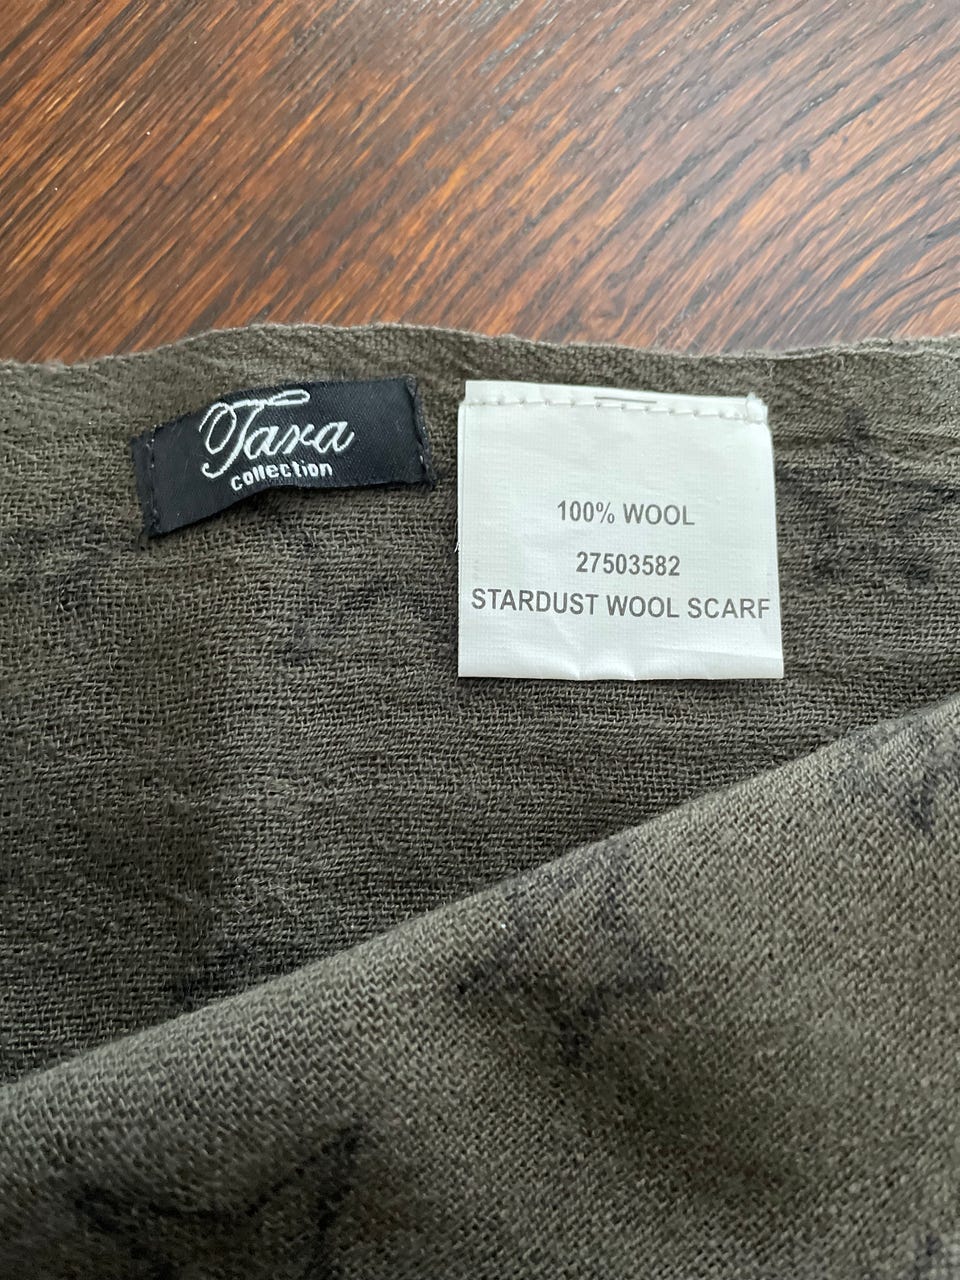 Tara
collection
100% WOOL
27503582
STARDUST WOOL SCARF